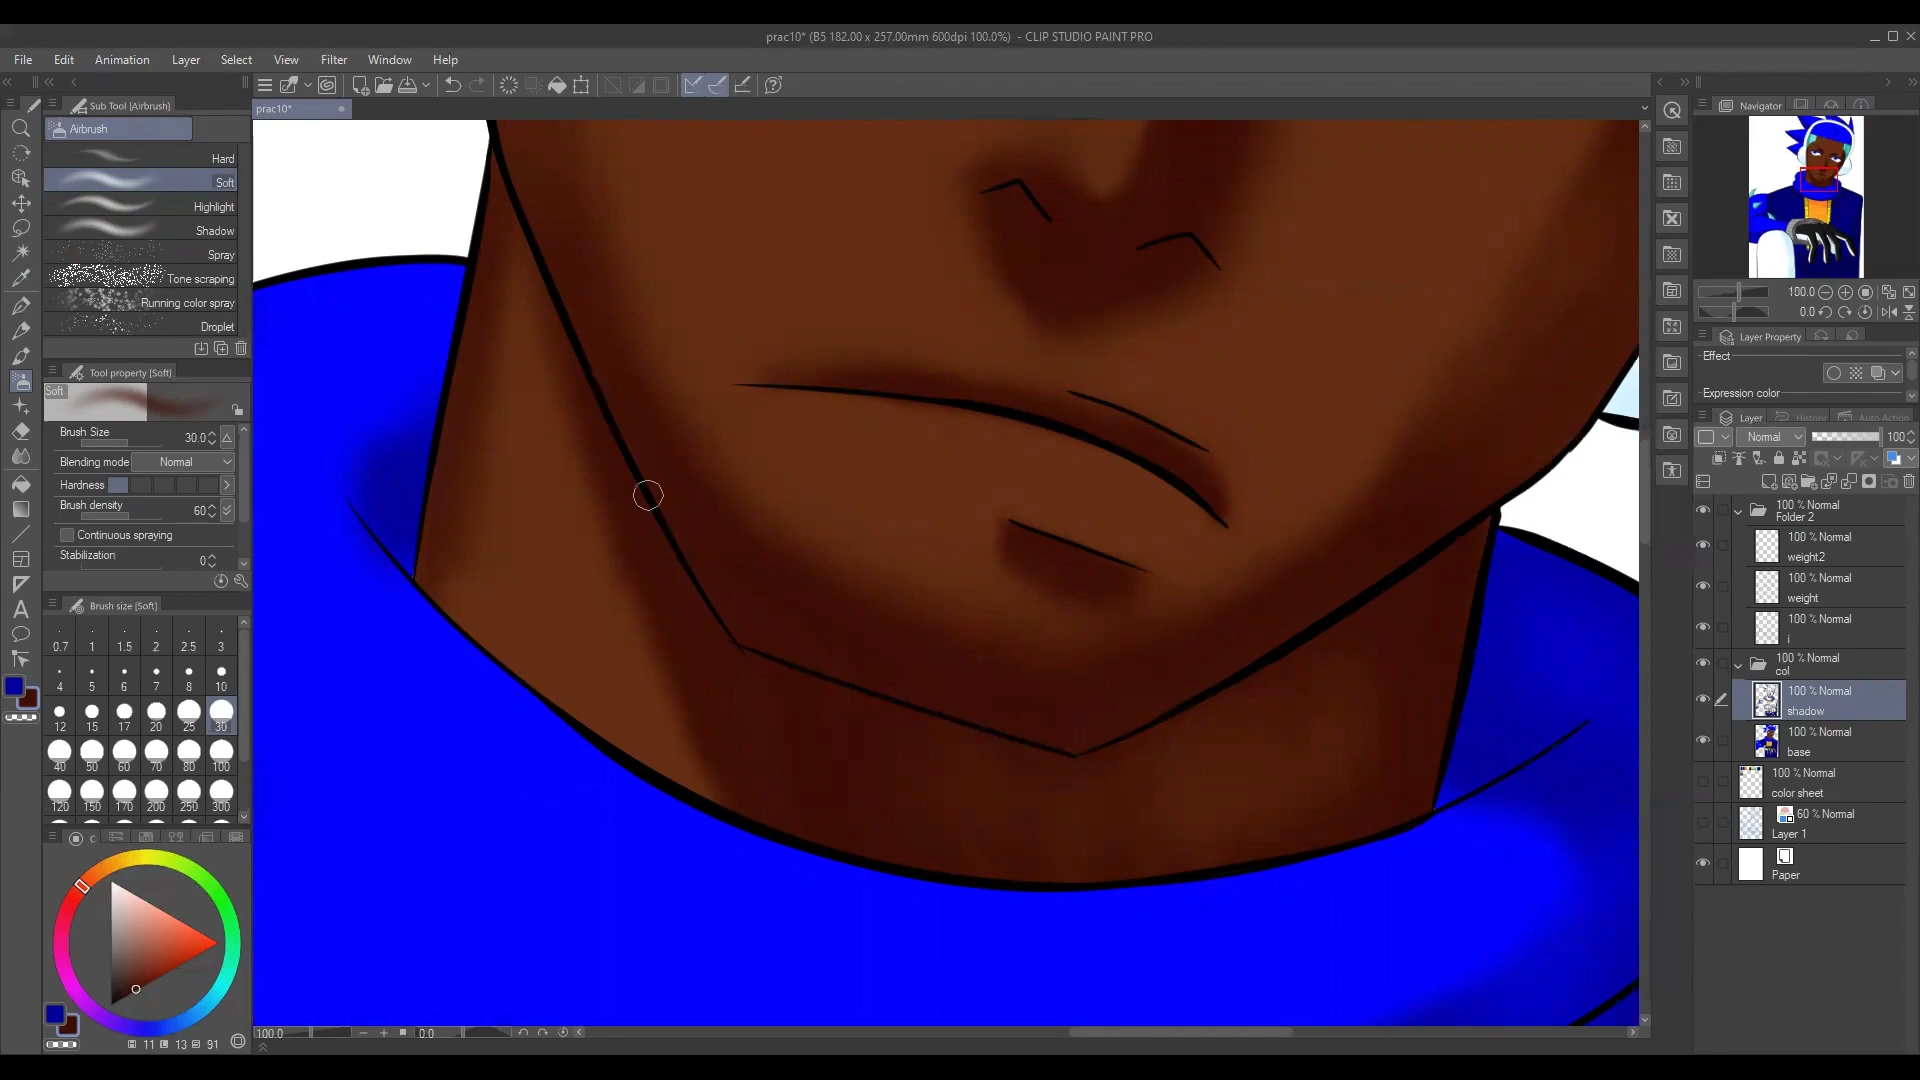 prac10* (B5 182.00 x 257.00mm 600dpi 100.0%)  - CLIP STUDIO PAINT PRO
File Edit Animation Layer Select View Filter Window Help
Sub Tool [Airbrush]
prac10*
Navigator
Airbrush
Hard
Soft
Highlight
Shadow
Spray
Tone scraping
Running color spray
Droplet
100.0
0.0
Layer Property
Effect
Expression color
Tool property [Soft]
Soft
Brush Size 30.0
Blending mode Normal
Hardness
Brush density 60
Continuous spraying
Stabilization 0
Layer History Auto Action
Normal 100
100 % Normal
Folder 2
100 % Normal
weight2
100 % Normal
weight
100 % Normal
i
100 % Normal
col
100 % Normal
shadow
100 % Normal
base
100 % Normal
color sheet
60 % Normal
Layer 1
Paper
Brush size [Soft]
0.7 1 1.5 2 2.5 3
4 5 6 7 8 10
12 15 17 20 25 30
40 50 60 70 80 100
120 150 170 200 250 300
C
H 11 L 13 S 91
100.0 0.0